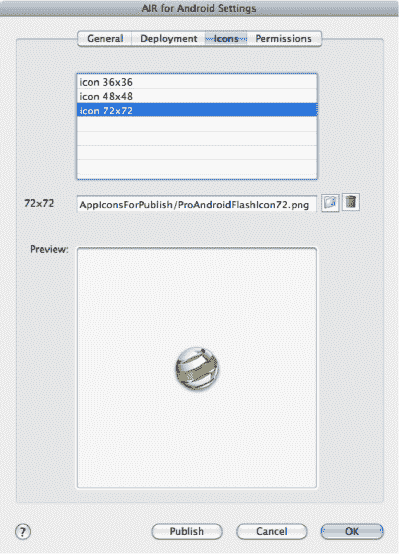 AIR for Android Settings
General Deployment Icons Permissions
icon 36x36
icon 48x48
icon 72x72
72x72 AppIconsForPublish/ProAndroidFlashIcon72.png
Preview:
? Publish Cancel OK